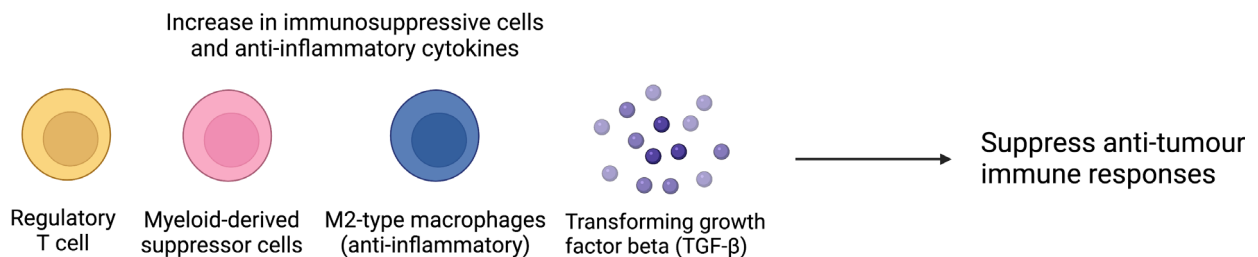 Increase in immunosuppressive cells
and anti-inflammatory cytokines
Regulatory
T cell
Myeloid-derived
suppressor cells
M2-type macrophages
(anti-inflammatory)
Transforming growth
factor beta (TGF-β)
Suppress anti-tumour
immune responses